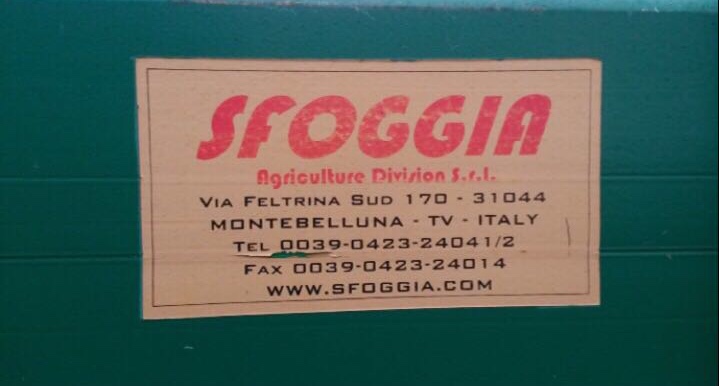 SFOGGIA
Agriculture Division S.r.l.
VIA FELTRINA SUD 170 - 31044
MONTEBELLUNA - TV - ITALY
TEL 0039-0423-24041/2
FAX 0039-0423-24014
WWW.SFOGGIA.COM